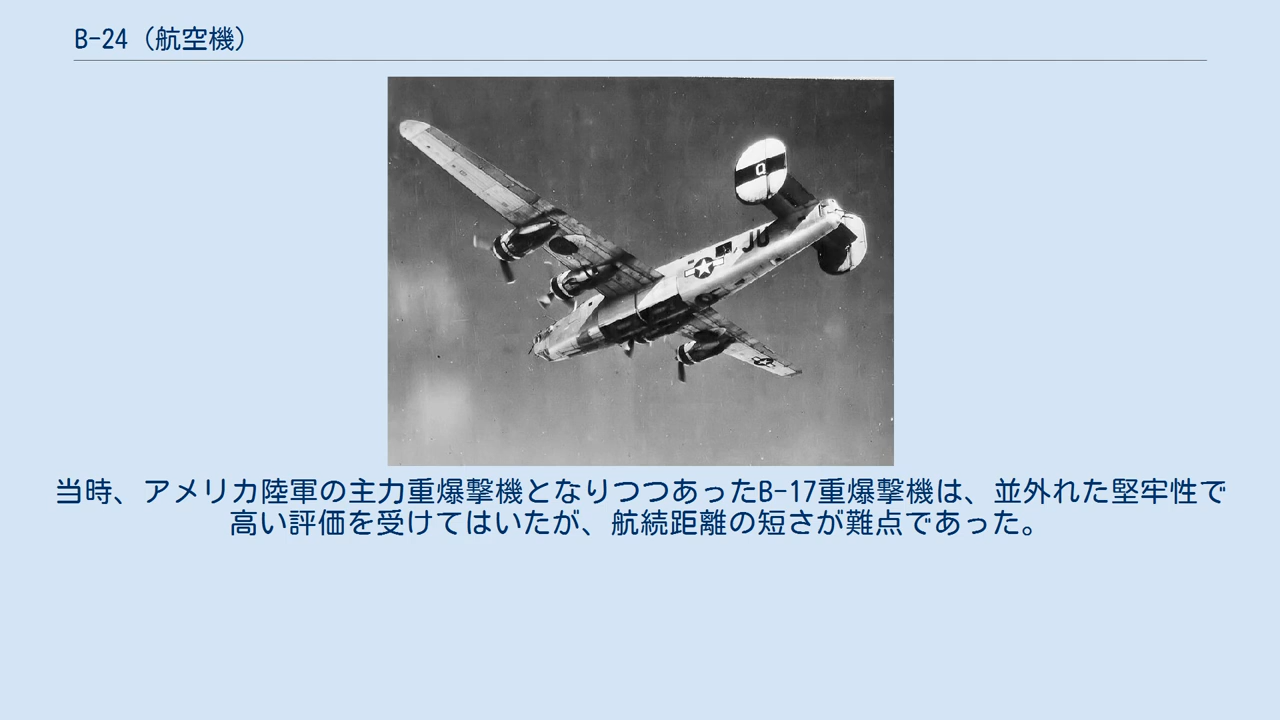 B-24（航空機）
Q
JU
当時、アメリカ陸軍の主力重爆撃機となりつつあったB-17重爆撃機は、並外れた堅牢性で
高い評価を受けてはいたが、航続距離の短さが難点であった。